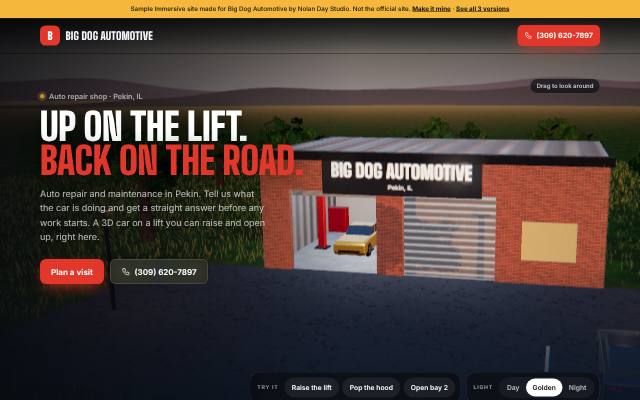 Sample Immersive site made for Big Dog Automotive by Nolan Day Studio. Not the official site. Make it mine · See all 3 versions
B BIG DOG AUTOMOTIVE
(309) 620-7897
Drag to look around
Auto repair shop · Pekin, IL
UP ON THE LIFT.
BACK ON THE ROAD.
Auto repair and maintenance in Pekin. Tell us what
the car is doing and get a straight answer before any
work starts. A 3D car on a lift you can raise and open
up, right here.
Plan a visit
(309) 620-7897
BIG DOG AUTOMOTIVE
Pekin, IL
TRY IT Raise the lift Pop the hood Open bay 2
LIGHT Day Golden Night